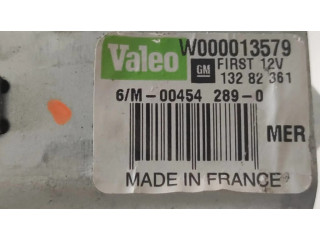 Valeo W000013579
GM FIRST 12V
132 82 361
6/M-00454 289-0
MER
MADE IN FRANCE